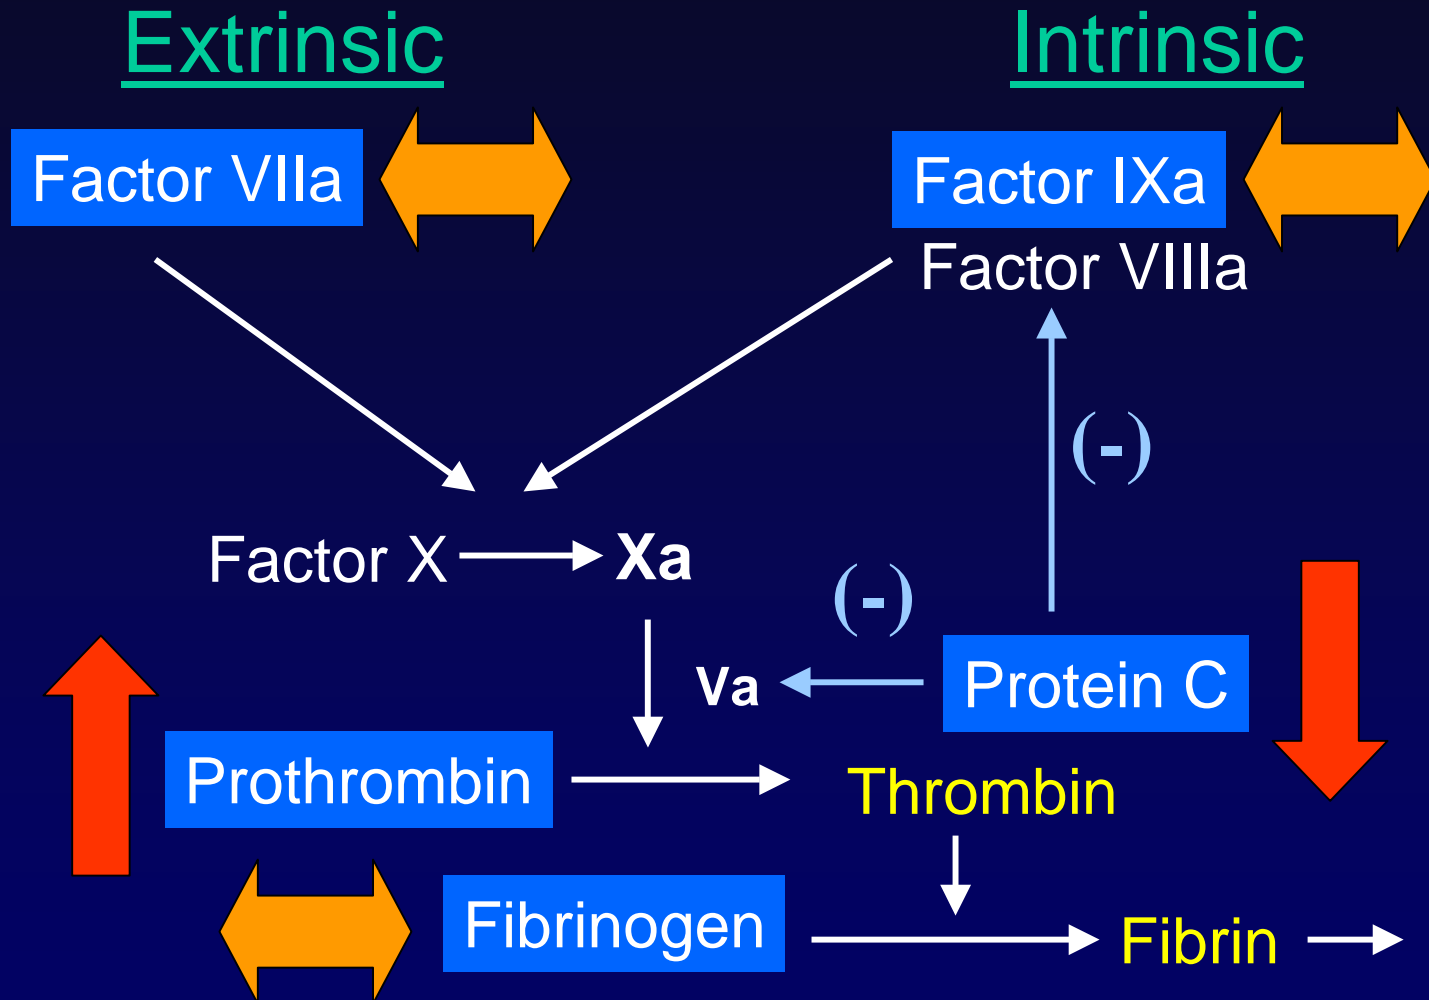 Extrinsic
Intrinsic
Factor VIIa
Factor IXa
Factor VIIIa
(-)
Factor X
Xa
(-)
Va
Protein C
Prothrombin
Thrombin
Fibrinogen
Fibrin